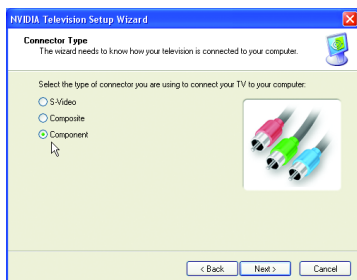 NVIDIA Television Setup Wizard
Connector Type
The wizard needs to know how your television is connected to your computer.
Select the type of connector you are using to connect your TV to your computer:
S-Video
Composite
Component
< Back
Next >
Cancel